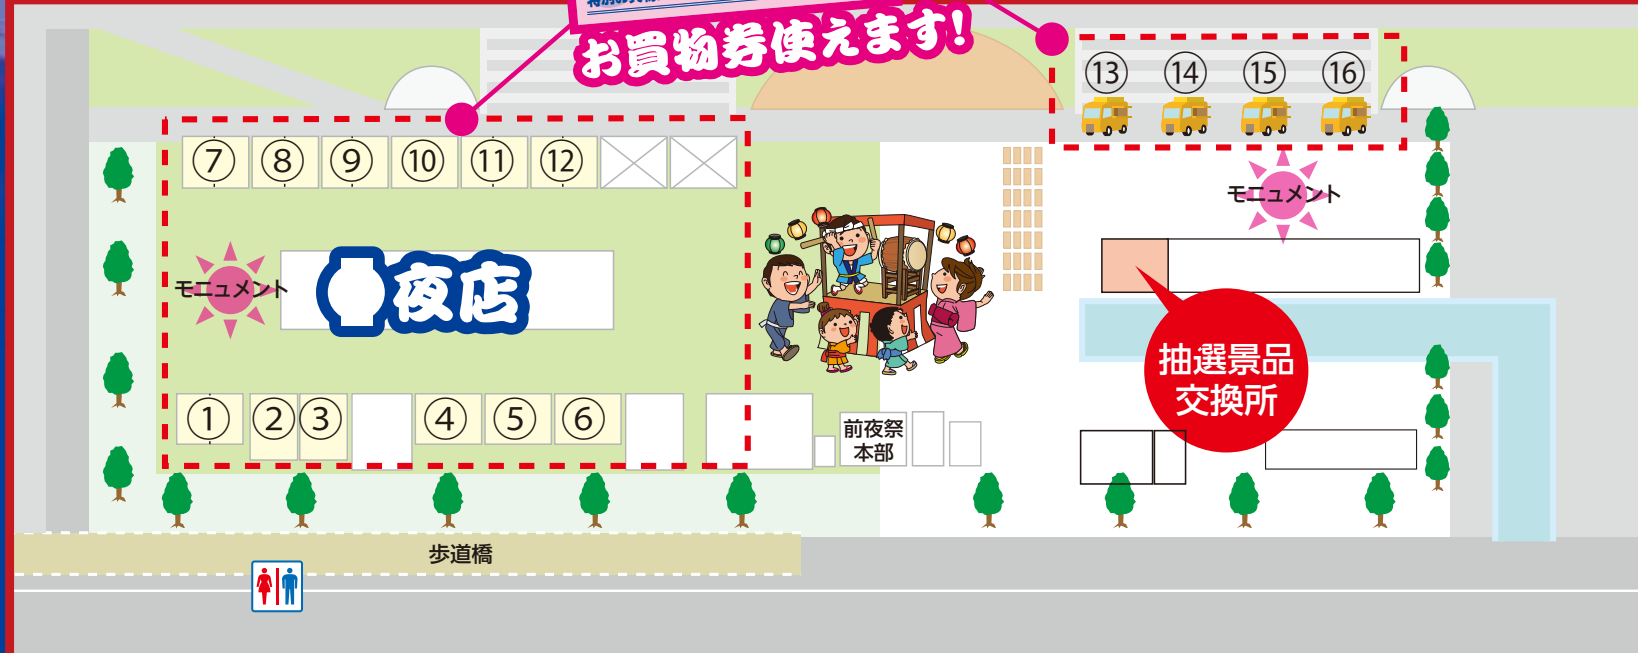 お買物券使えます!
⑬ ⑭ ⑮ ⑯
⑦ ⑧ ⑨ ⑩ ⑪ ⑫
モニュメント
モニュメント
夜店
抽選景品
交換所
① ② ③ ④ ⑤ ⑥
前夜祭
本部
歩道橋